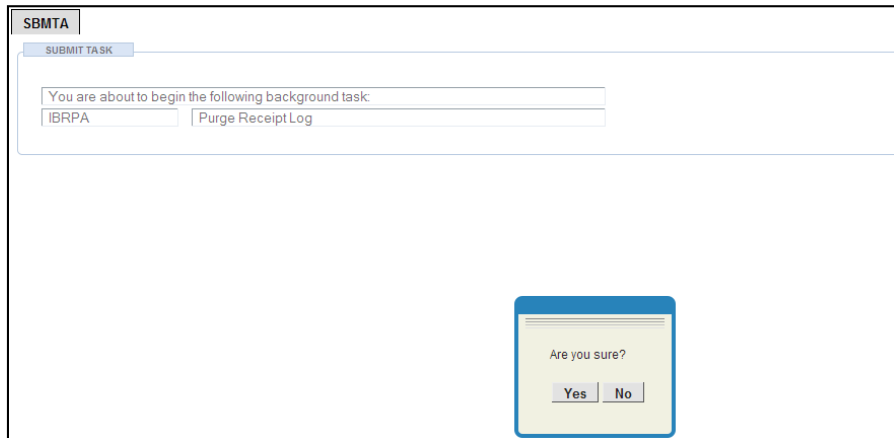 SBMTA
SUBMIT TASK
You are about to begin the following background task:
IBRPA Purge Receipt Log
Are you sure?
Yes No